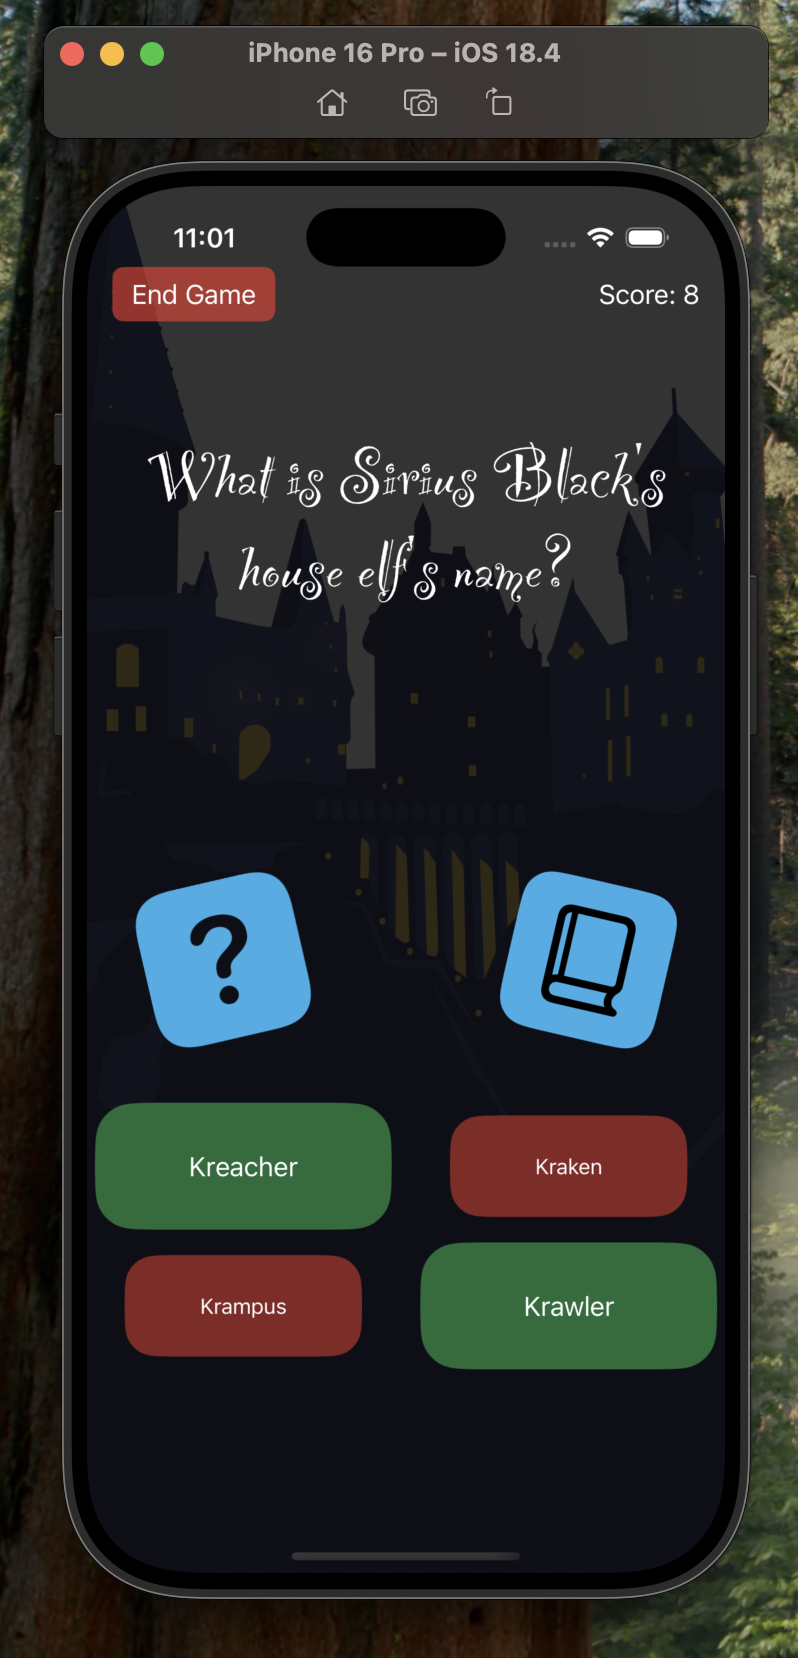 iPhone 16 Pro – iOS 18.4
11:01
End Game
Score: 8
What is Sirius Black's
house elf's name?
?
Kreacher
Kraken
Krampus
Krawler